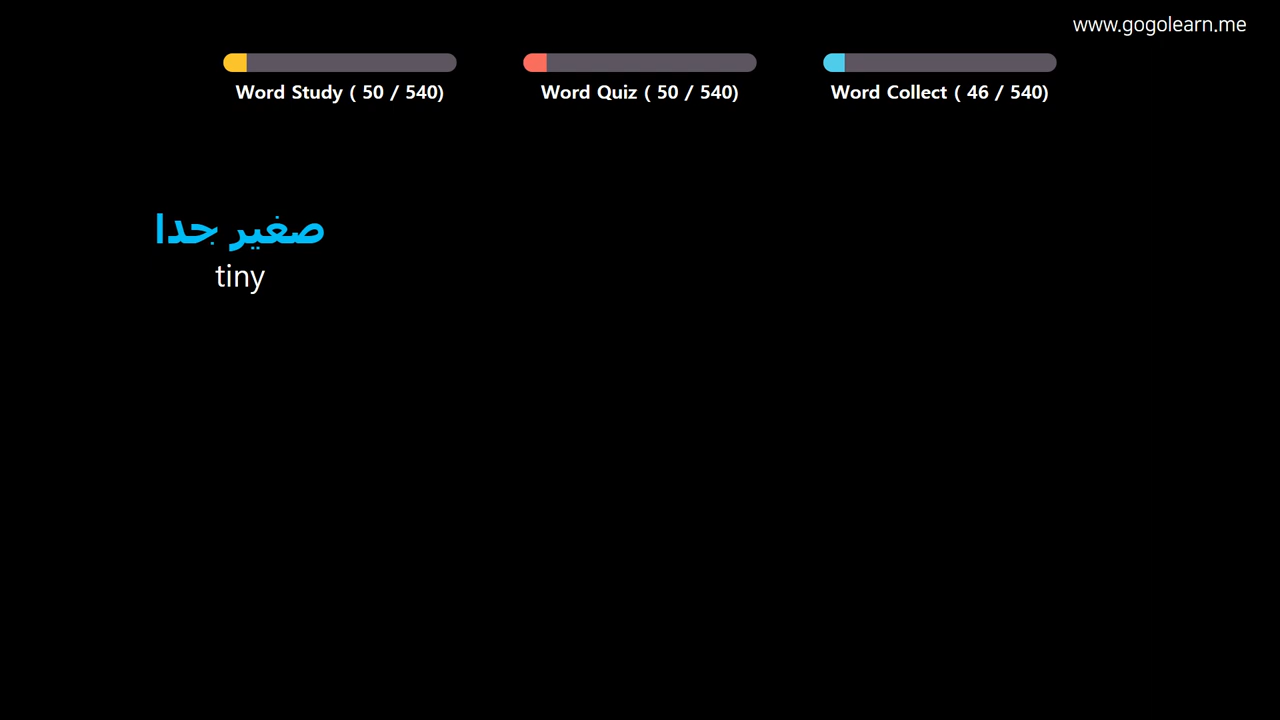 www.gogolearn.me
Word Study ( 50 / 540)
Word Quiz ( 50 / 540)
Word Collect ( 46 / 540)
صغير جدا
tiny